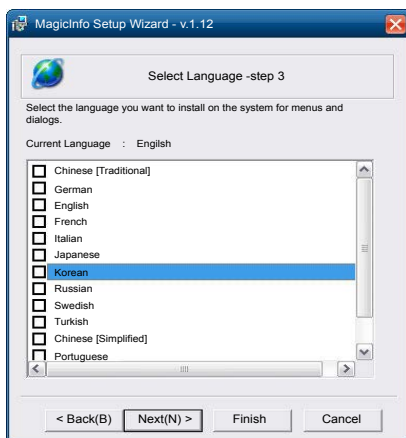 MagicInfo Setup Wizard - v.1.12
Select Language -step 3
Select the language you want to install on the system for menus and
dialogs.
Current Language : Engilsh
Chinese [Traditional]
German
English
French
Italian
Japanese
Korean
Russian
Swedish
Turkish
Chinese [Simplified]
Portuguese
< Back(B) Next(N) > Finish Cancel